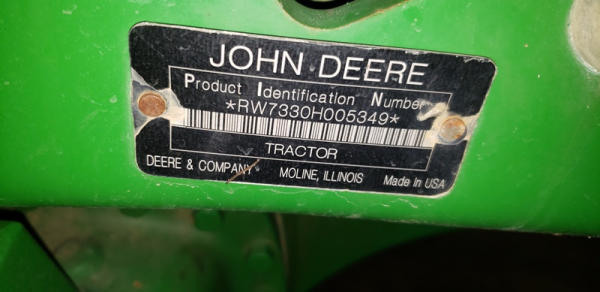 JOHN DEERE
Product Identification Number
*RW7330H005349*
TRACTOR
DEERE & COMPANY MOLINE, ILLINOIS Made in USA